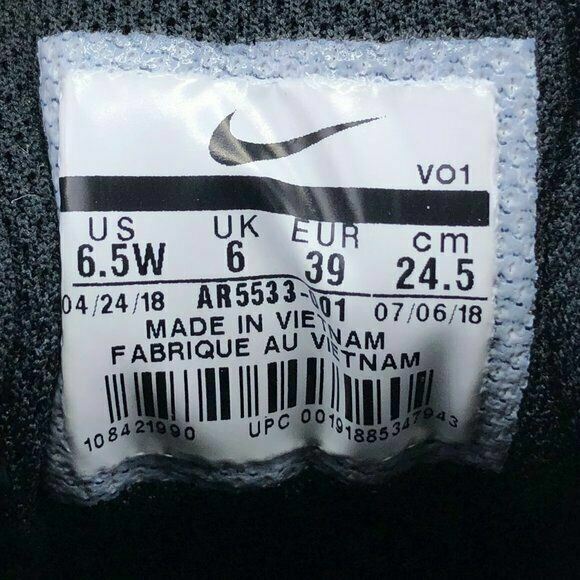 VO1
US UK EUR cm
6.5W 6 39 24.5
04/24/18 AR5533-001 07/06/18
MADE IN VIETNAM
FABRIQUE AU VIETNAM
108421990 UPC 00191885347943